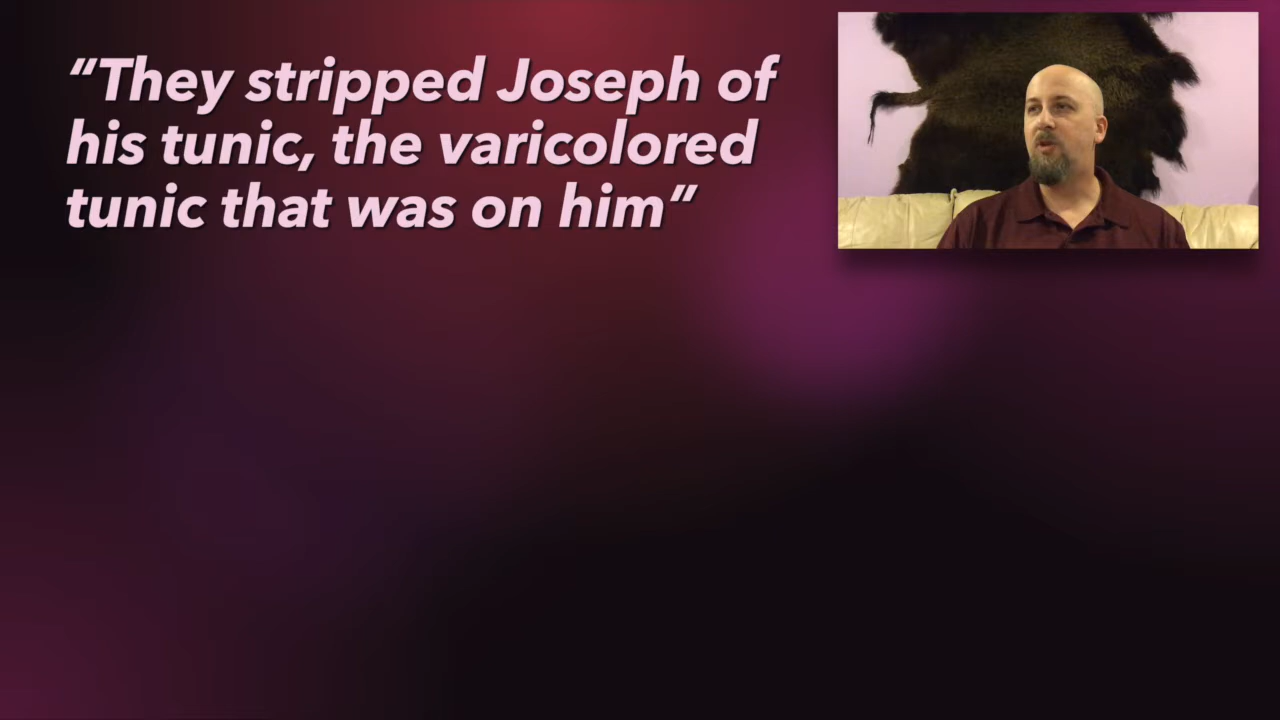 “They stripped Joseph of
his tunic, the varicolored
tunic that was on him”